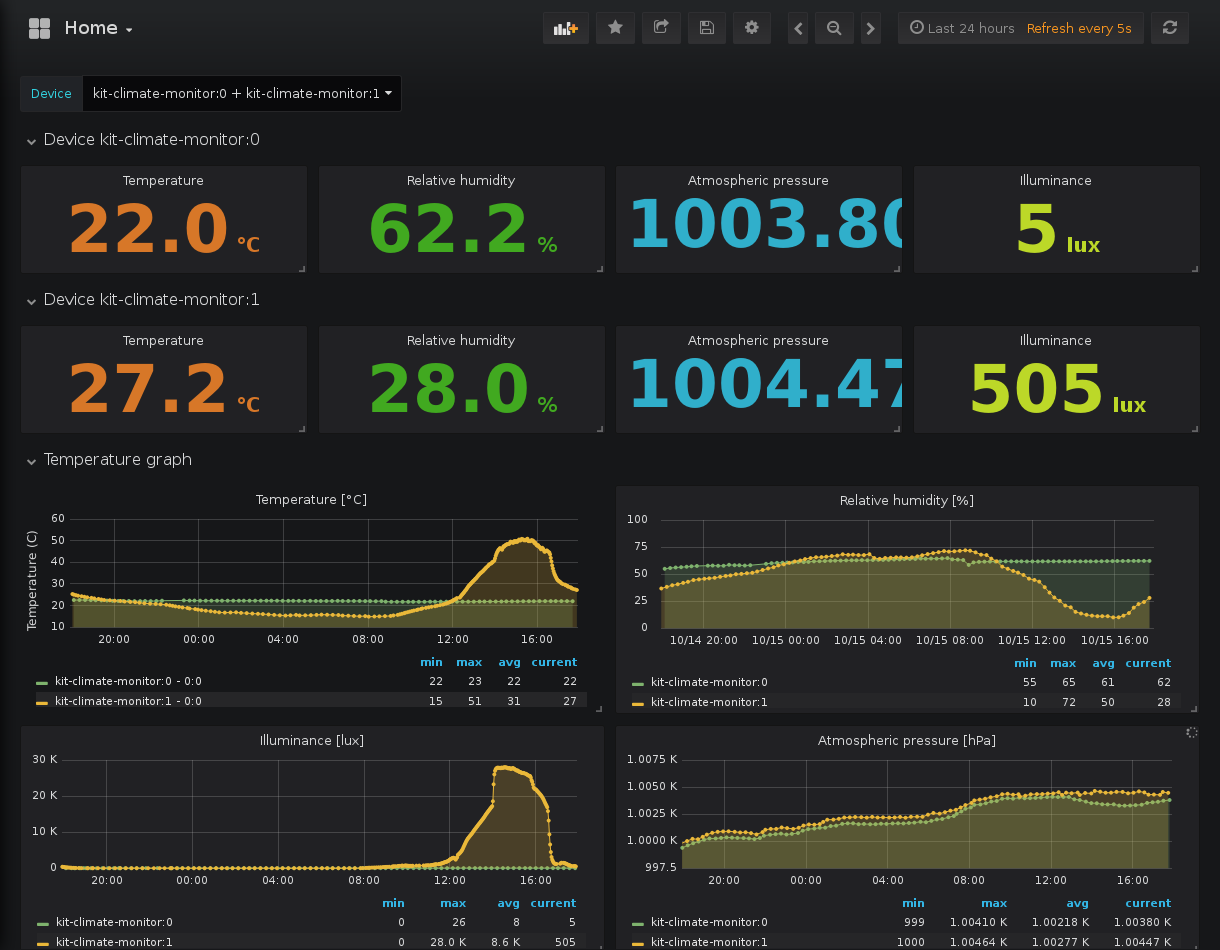 Home
Last 24 hours Refresh every 5s
Device kit-climate-monitor:0 + kit-climate-monitor:1
Device kit-climate-monitor:0
Temperature Relative humidity Atmospheric pressure Illuminance
22.0 °C 62.2 % 1003.80 5 lux
Device kit-climate-monitor:1
Temperature Relative humidity Atmospheric pressure Illuminance
27.2 °C 28.0 % 1004.47 505 lux
Temperature graph
Temperature [°C]
Temperature (C)
60
50
40
30
20
10
20:00 00:00 04:00 08:00 12:00 16:00
min max avg current
kit-climate-monitor:0 - 0:0 22 23 22 22
kit-climate-monitor:1 - 0:0 15 51 31 27
Relative humidity [%]
100
75
50
25
0
10/14 20:00 10/15 00:00 10/15 04:00 10/15 08:00 10/15 12:00 10/15 16:00
min max avg current
kit-climate-monitor:0 55 65 61 62
kit-climate-monitor:1 10 72 50 28
Illuminance [lux]
30 K
20 K
10 K
0
20:00 00:00 04:00 08:00 12:00 16:00
min max avg current
kit-climate-monitor:0 0 26 8 5
kit-climate-monitor:1 0 28.0 K 8.6 K 505
Atmospheric pressure [hPa]
1.0075 K
1.0050 K
1.0025 K
1.0000 K
997.5
20:00 00:00 04:00 08:00 12:00 16:00
min max avg current
kit-climate-monitor:0 999 1.00410 K 1.00218 K 1.00380 K
kit-climate-monitor:1 1000 1.00464 K 1.00277 K 1.00447 K